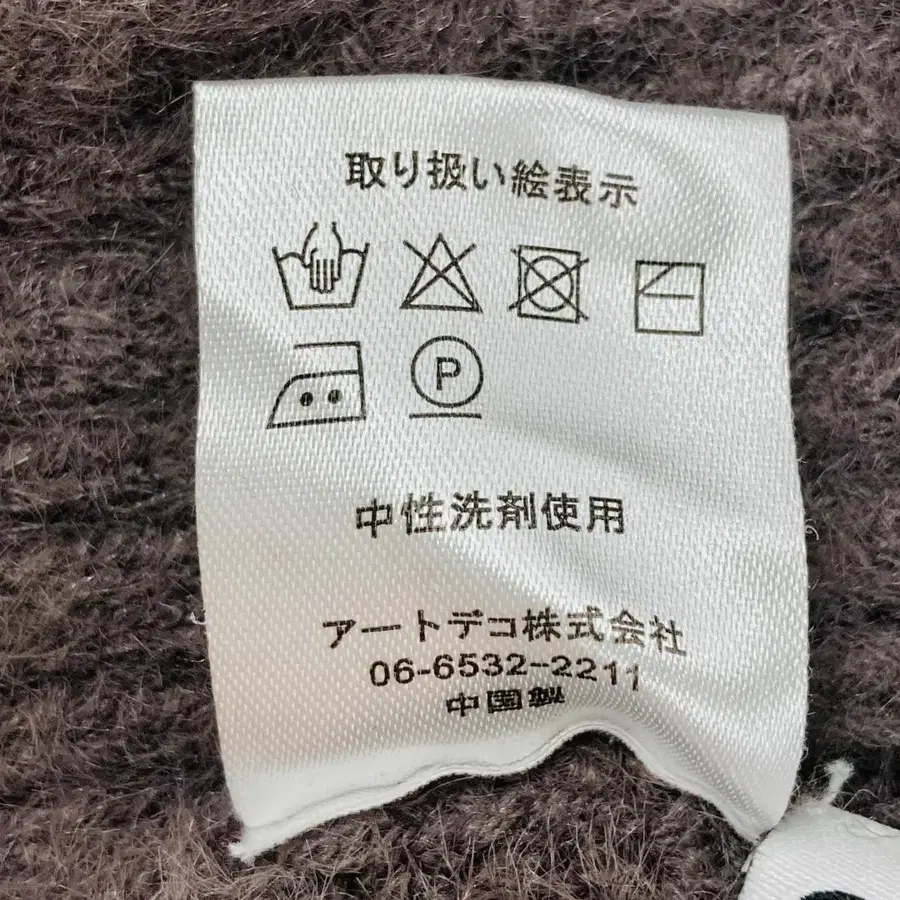 取り扱い絵表示
P
中性洗剤使用
アートデコ株式会社
06-6532-2211
中国製